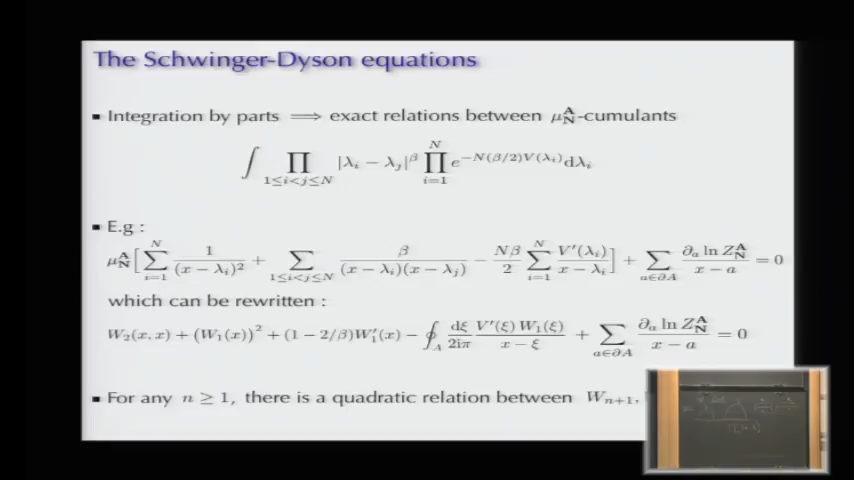 The Schwinger-Dyson equations
Integration by parts ⟹ exact relations between μ_N^A-cumulants
∫ ∏_{1≤i<j≤N} |λ_i − λ_j|^β ∏_{i=1}^{N} e^{−N(β/2)V(λ_i)} dλ_i
E.g :
μ_N^A [ ∑_{i=1}^{N} 1/(x − λ_i)^2 + ∑_{1≤i<j≤N} β/((x − λ_i)(x − λ_j)) − Nβ/2 ∑_{i=1}^{N} V′(λ_i)/(x − λ_i) ] + ∑_{a∈∂A} ∂_a ln Z_N^A/(x − a) = 0
which can be rewritten :
W_2(x, x) + (W_1(x))^2 + (1 − 2/β)W_1′(x) − ∮_A dξ/2iπ V′(ξ) W_1(ξ)/(x − ξ) + ∑_{a∈∂A} ∂_a ln Z_N^A/(x − a) = 0
For any n ≥ 1, there is a quadratic relation between W_{n+1},